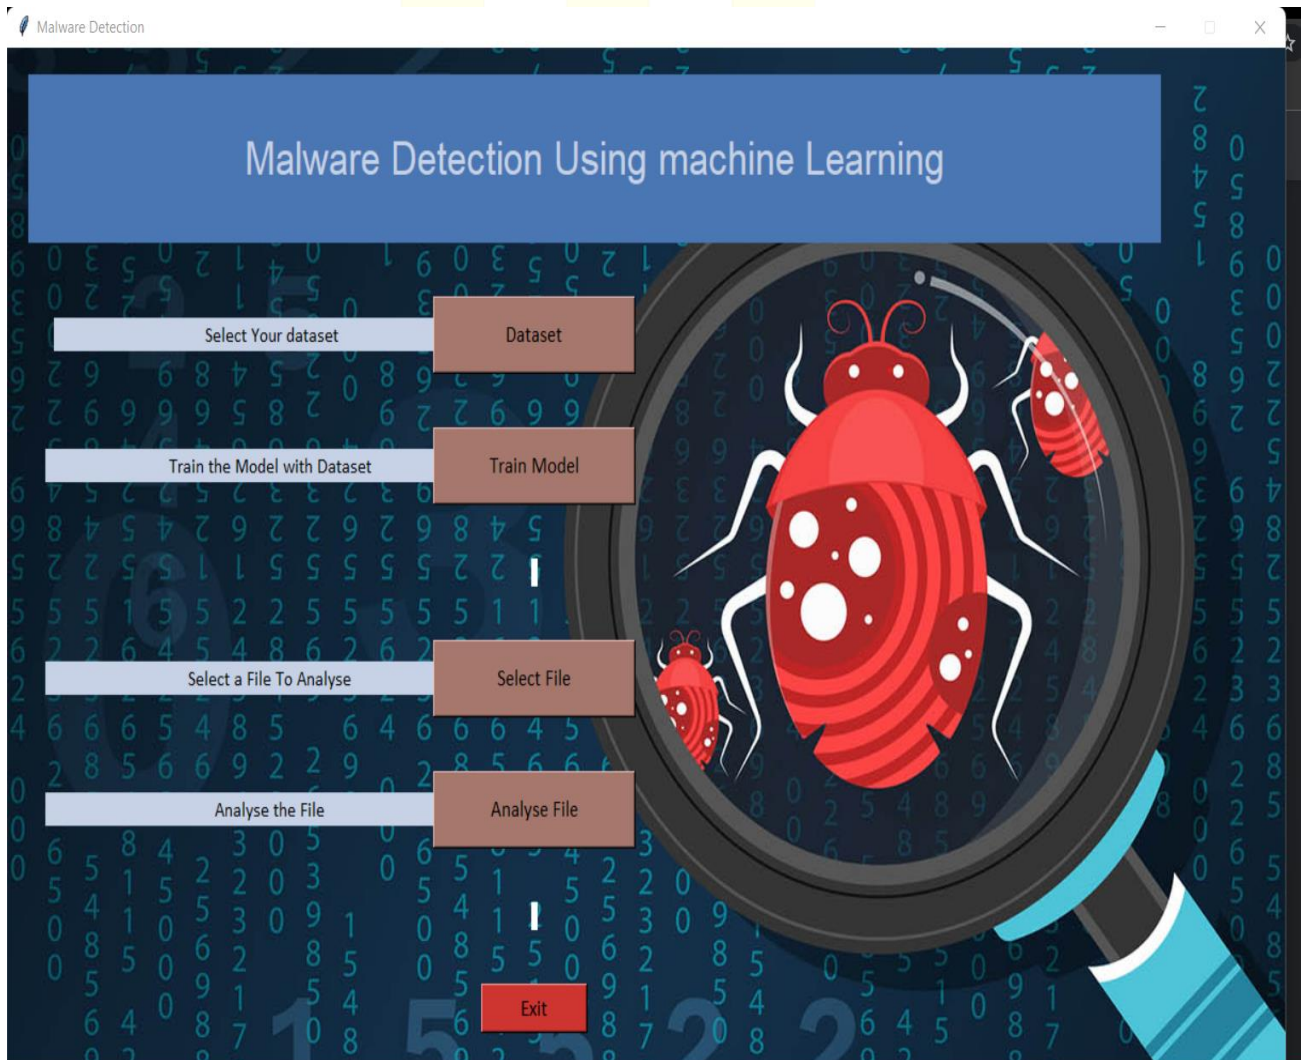 Malware Detection
Malware Detection Using machine Learning
Select Your dataset
Dataset
Train the Model with Dataset
Train Model
Select a File To Analyse
Select File
Analyse the File
Analyse File
Exit